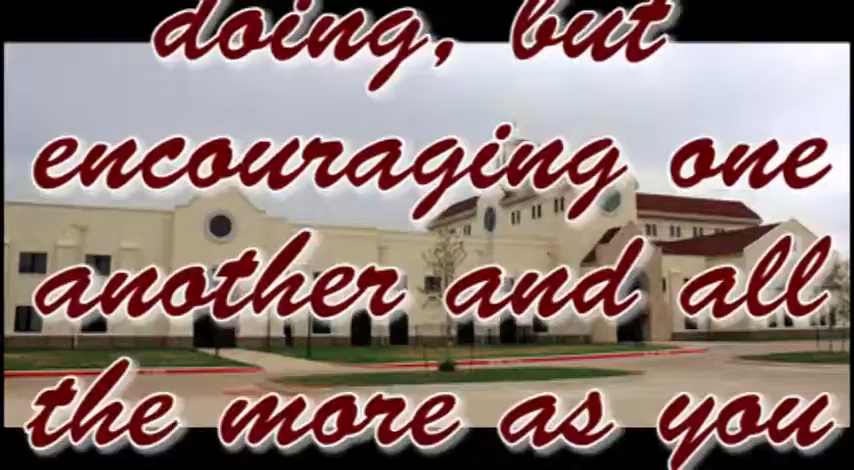 doing, but
encouraging one
another and all
the more as you